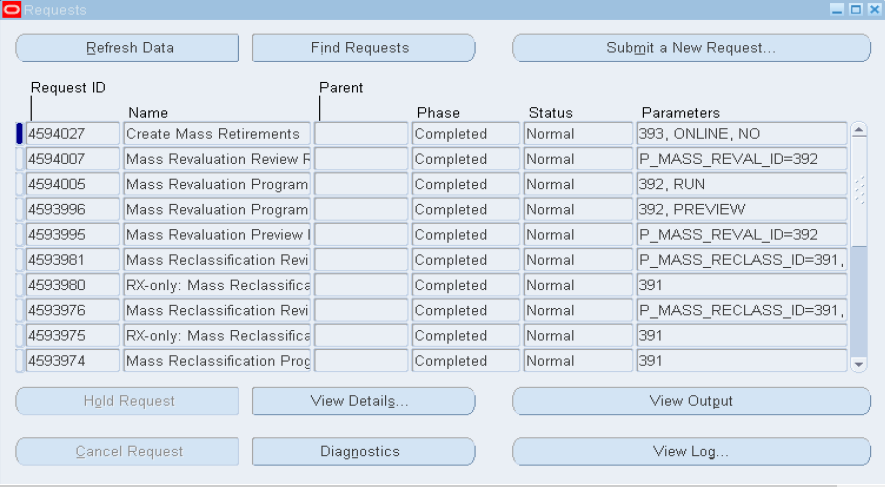 Requests
Refresh Data Find Requests Submit a New Request...
Request ID Parent
Name Phase Status Parameters
4594027 Create Mass Retirements Completed Normal 393, ONLINE, NO
4594007 Mass Revaluation Review R Completed Normal P_MASS_REVAL_ID=392
4594005 Mass Revaluation Program Completed Normal 392, RUN
4593996 Mass Revaluation Program Completed Normal 392, PREVIEW
4593995 Mass Revaluation Preview Completed Normal P_MASS_REVAL_ID=392
4593981 Mass Reclassification Revi Completed Normal P_MASS_RECLASS_ID=391,
4593980 RX-only: Mass Reclassifica Completed Normal 391
4593976 Mass Reclassification Revi Completed Normal P_MASS_RECLASS_ID=391,
4593975 RX-only: Mass Reclassifica Completed Normal 391
4593974 Mass Reclassification Prog Completed Normal 391
Hold Request View Details... View Output
Cancel Request Diagnostics View Log...